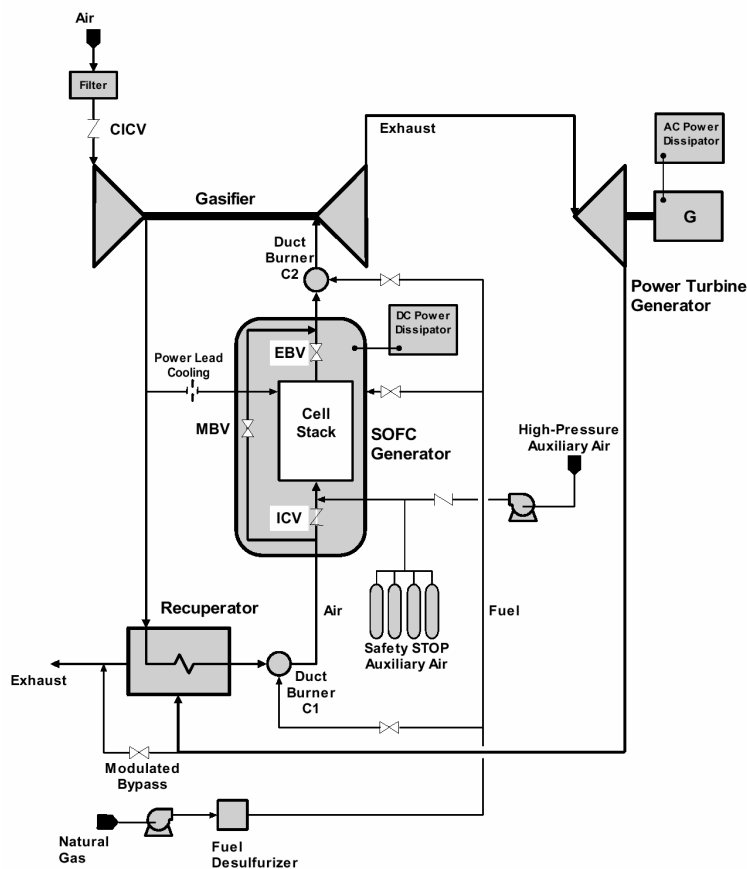 Air
Filter
CICV
Exhaust
AC Power
Dissipator
Gasifier
G
Duct
Burner
C2
Power Turbine
Generator
DC Power
Dissipator
EBV
Power Lead
Cooling
Cell
Stack
MBV
SOFC
Generator
High-Pressure
Auxiliary Air
ICV
Recuperator
Air
Fuel
Safety STOP
Auxiliary Air
Exhaust
Duct
Burner
C1
Modulated
Bypass
Natural
Gas
Fuel
Desulfurizer